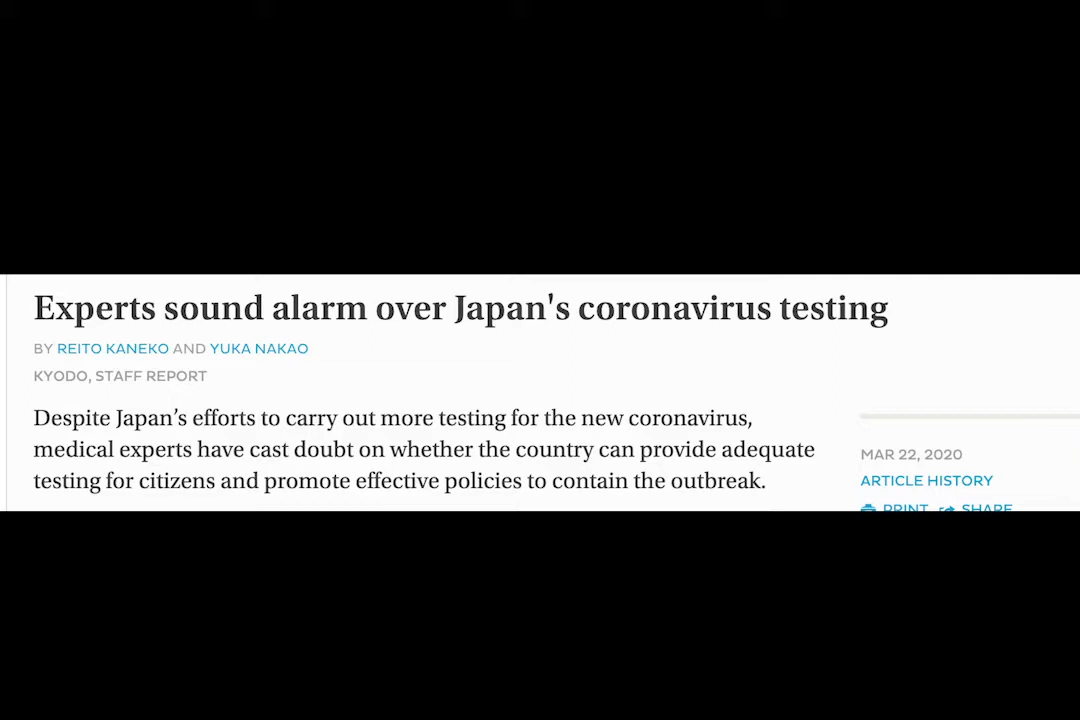 Experts sound alarm over Japan's coronavirus testing
BY REITO KANEKO AND YUKA NAKAO
KYODO, STAFF REPORT
Despite Japan’s efforts to carry out more testing for the new coronavirus,
medical experts have cast doubt on whether the country can provide adequate
testing for citizens and promote effective policies to contain the outbreak.
MAR 22, 2020
ARTICLE HISTORY
PRINT SHARE